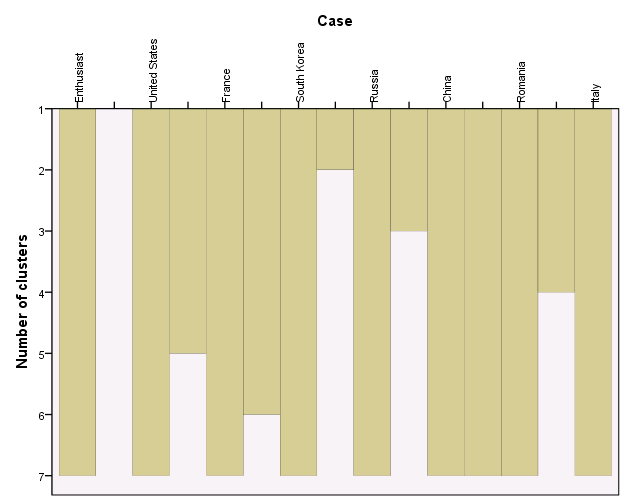 Case
Enthusiast
United States
France
South Korea
Russia
China
Romania
Italy
Number of clusters
1
2
3
4
5
6
7